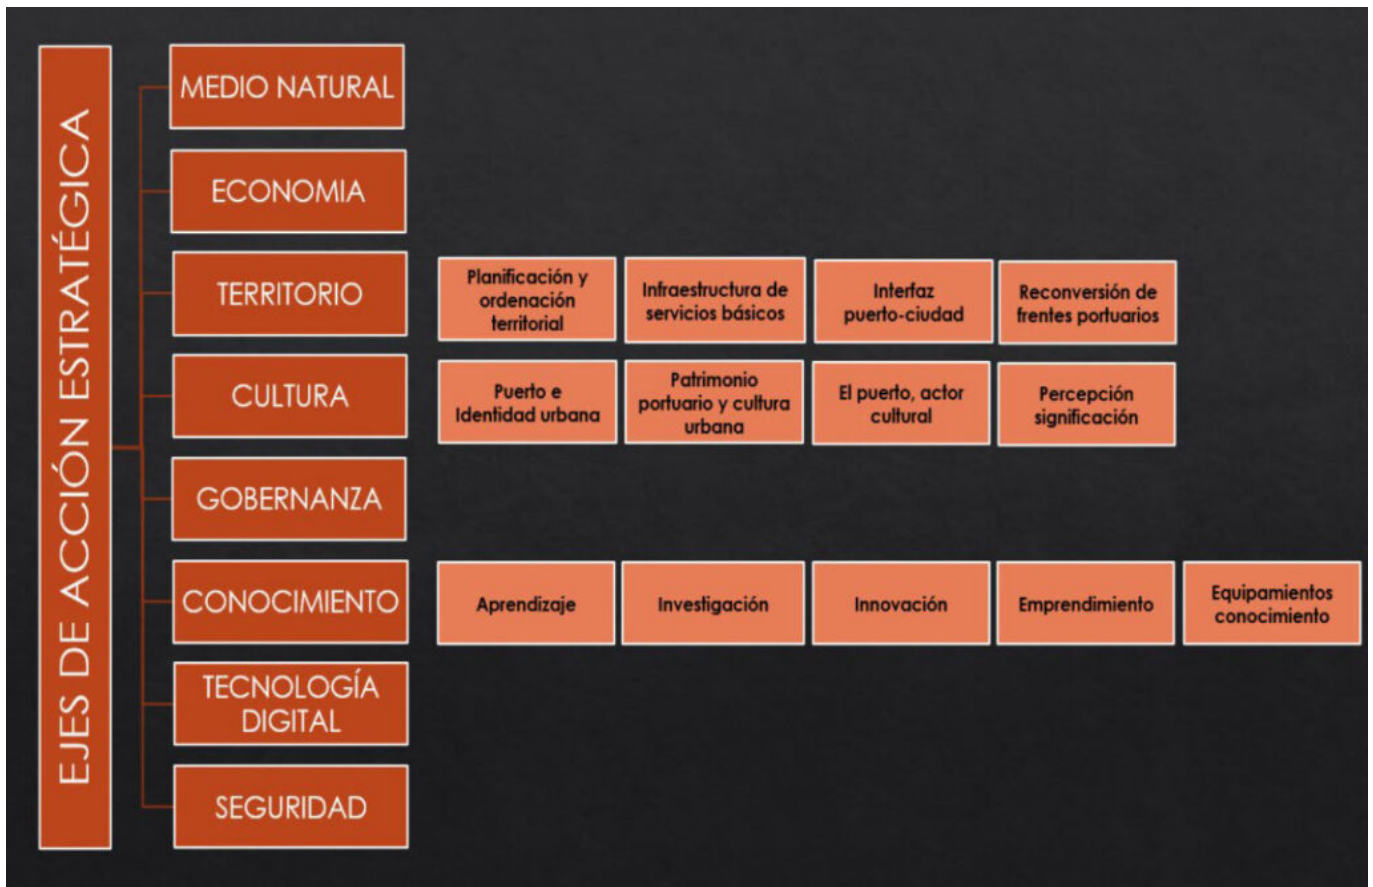 EJES DE ACCIÓN ESTRATÉGICA
MEDIO NATURAL
ECONOMIA
TERRITORIO
Planificación y
ordenación
territorial
Infraestructura de
servicios básicos
Interfaz
puerto-ciudad
Reconversión de
frentes portuarios
CULTURA
Puerto e
Identidad urbana
Patrimonio
portuario y cultura
urbana
El puerto, actor
cultural
Percepción
significación
GOBERNANZA
CONOCIMIENTO
Aprendizaje
Investigación
Innovación
Emprendimiento
Equipamientos
conocimiento
TECNOLOGÍA
DIGITAL
SEGURIDAD